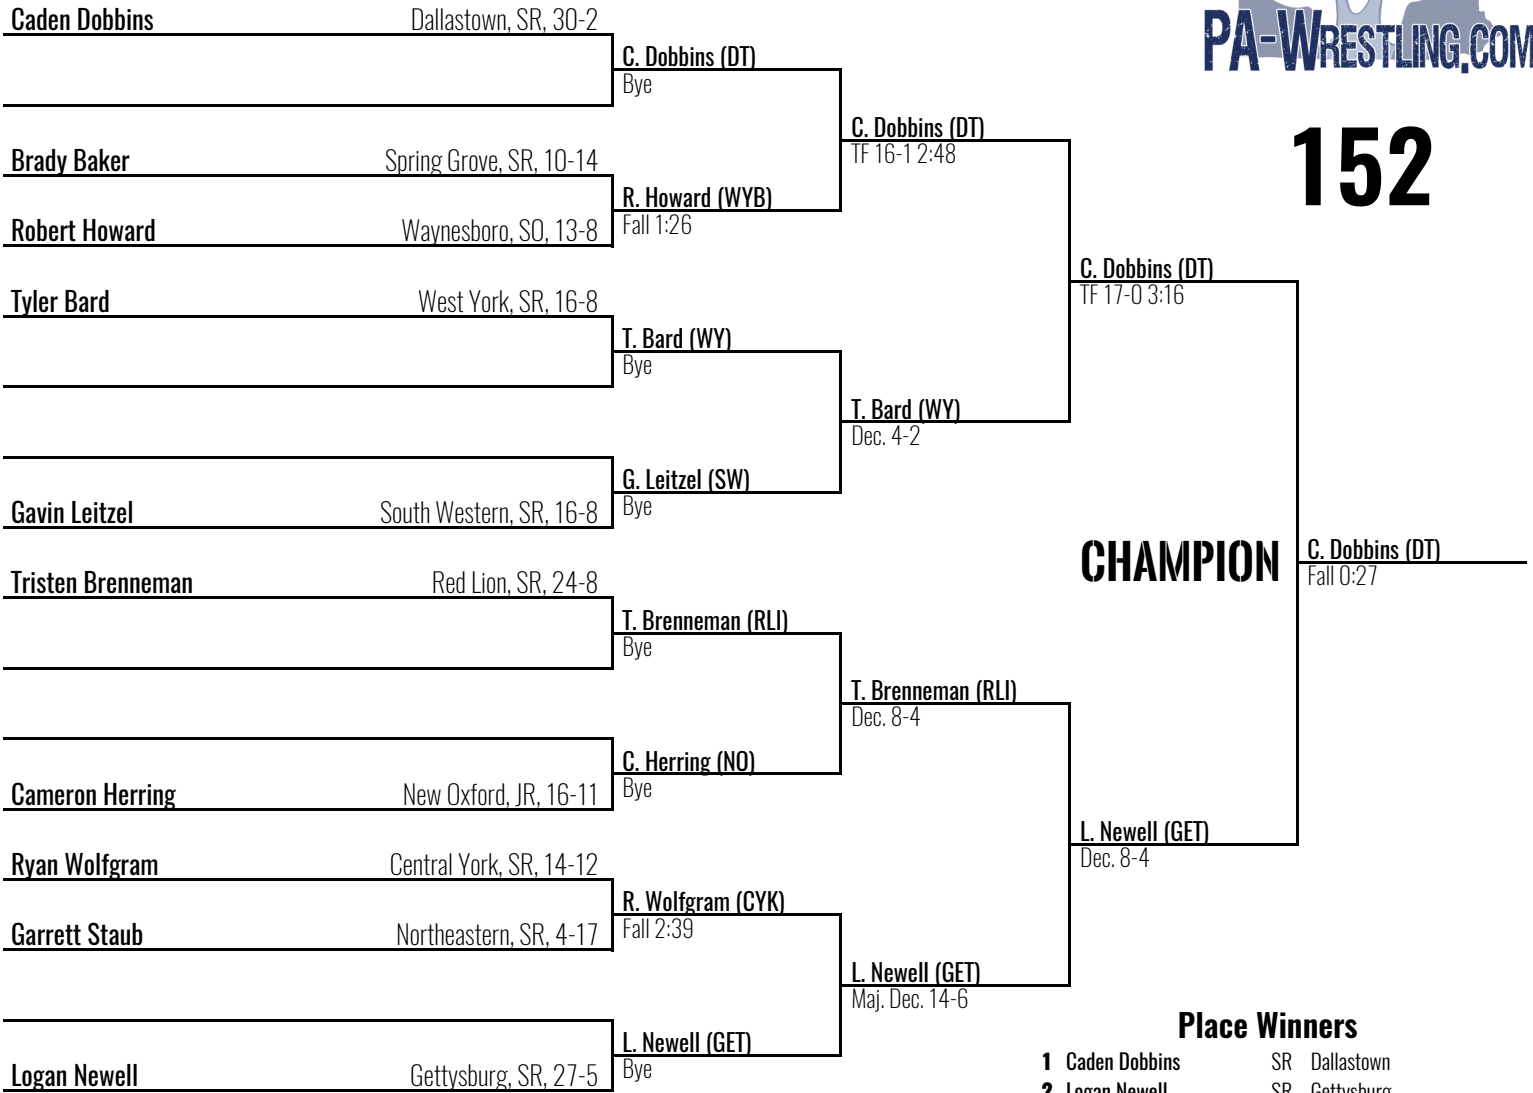 Caden Dobbins Dallastown, SR, 30-2
C. Dobbins (DT)
Bye
Brady Baker Spring Grove, SR, 10-14
Robert Howard Waynesboro, SO, 13-8
R. Howard (WYB)
Fall 1:26
C. Dobbins (DT)
TF 16-1 2:48
Tyler Bard West York, SR, 16-8
T. Bard (WY)
Bye
Gavin Leitzel South Western, SR, 16-8
G. Leitzel (SW)
Bye
T. Bard (WY)
Dec. 4-2
C. Dobbins (DT)
TF 17-0 3:16
Tristen Brenneman Red Lion, SR, 24-8
T. Brenneman (RLI)
Bye
Cameron Herring New Oxford, JR, 16-11
C. Herring (NO)
Bye
T. Brenneman (RLI)
Dec. 8-4
Ryan Wolfgram Central York, SR, 14-12
Garrett Staub Northeastern, SR, 4-17
R. Wolfgram (CYK)
Fall 2:39
Logan Newell Gettysburg, SR, 27-5
L. Newell (GET)
Bye
L. Newell (GET)
Maj. Dec. 14-6
L. Newell (GET)
Dec. 8-4
CHAMPION
C. Dobbins (DT)
Fall 0:27
PA-WRESTLING.COM
152
Place Winners
1 Caden Dobbins SR Dallastown
2 Logan Newell SR Gettysburg